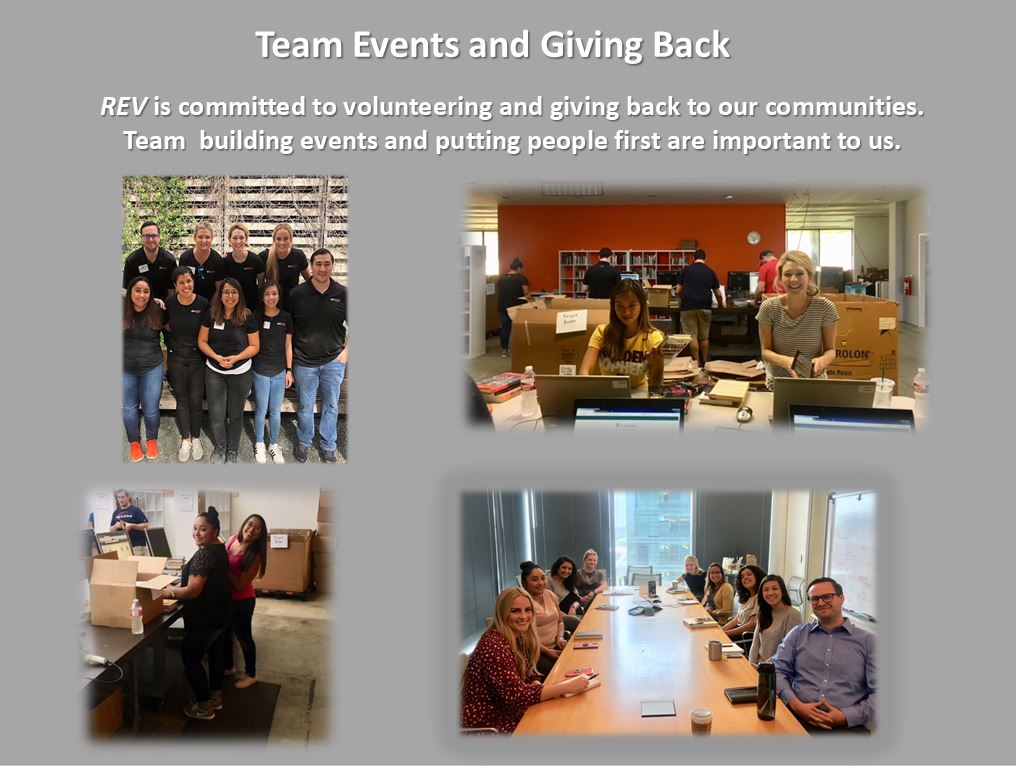 Team Events and Giving Back
REV is committed to volunteering and giving back to our communities.
Team  building events and putting people first are important to us.
ROLON